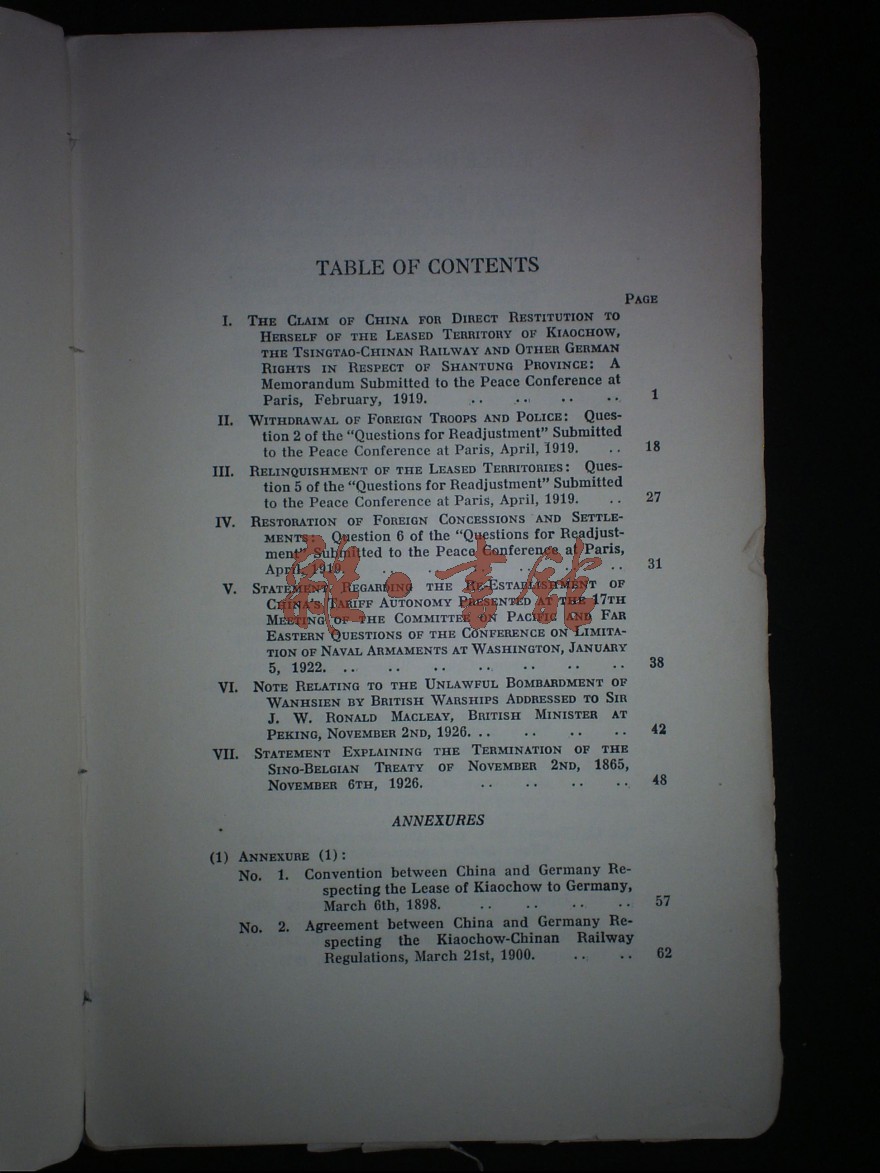 TABLE OF CONTENTS
PAGE
I. THE CLAIM OF CHINA FOR DIRECT RESTITUTION TO
HERSELF OF THE LEASED TERRITORY OF KIAOCHOW,
THE TSINGTAO-CHINAN RAILWAY AND OTHER GERMAN
RIGHTS IN RESPECT OF SHANTUNG PROVINCE: A
Memorandum Submitted to the Peace Conference at
Paris, February, 1919. .. .. .. .. 1
II. WITHDRAWAL OF FOREIGN TROOPS AND POLICE: Ques-
tion 2 of the "Questions for Readjustment" Submitted
to the Peace Conference at Paris, April, 1919. .. 18
III. RELINQUISHMENT OF THE LEASED TERRITORIES: Ques-
tion 5 of the "Questions for Readjustment" Submitted
to the Peace Conference at Paris, April, 1919. .. 27
IV. RESTORATION OF FOREIGN CONCESSIONS AND SETTLE-
MENTS: Question 6 of the "Questions for Readjust-
ment" Submitted to the Peace Conference at Paris,
April, 1919. .. .. .. .. .. .. 31
V. STATEMENT REGARDING THE RE-ESTABLISHMENT OF
CHINA'S TARIFF AUTONOMY PRESENTED AT THE 17TH
MEETING OF THE COMMITTEE ON PACIFIC AND FAR
EASTERN QUESTIONS OF THE CONFERENCE ON LIMITA-
TION OF NAVAL ARMAMENTS AT WASHINGTON, JANUARY
5, 1922. .. .. .. .. .. .. .. 38
VI. NOTE RELATING TO THE UNLAWFUL BOMBARDMENT OF
WANHSIEN BY BRITISH WARSHIPS ADDRESSED TO SIR
J. W. RONALD MACLEAY, BRITISH MINISTER AT
PEKING, NOVEMBER 2ND, 1926. .. .. .. .. 42
VII. STATEMENT EXPLAINING THE TERMINATION OF THE
SINO-BELGIAN TREATY OF NOVEMBER 2ND, 1865,
NOVEMBER 6TH, 1926. .. .. .. .. 48
ANNEXURES
(1) ANNEXURE (1):
No. 1. Convention between China and Germany Re-
specting the Lease of Kiaochow to Germany,
March 6th, 1898. .. .. .. .. 57
No. 2. Agreement between China and Germany Re-
specting the Kiaochow-Chinan Railway
Regulations, March 21st, 1900. .. .. 62